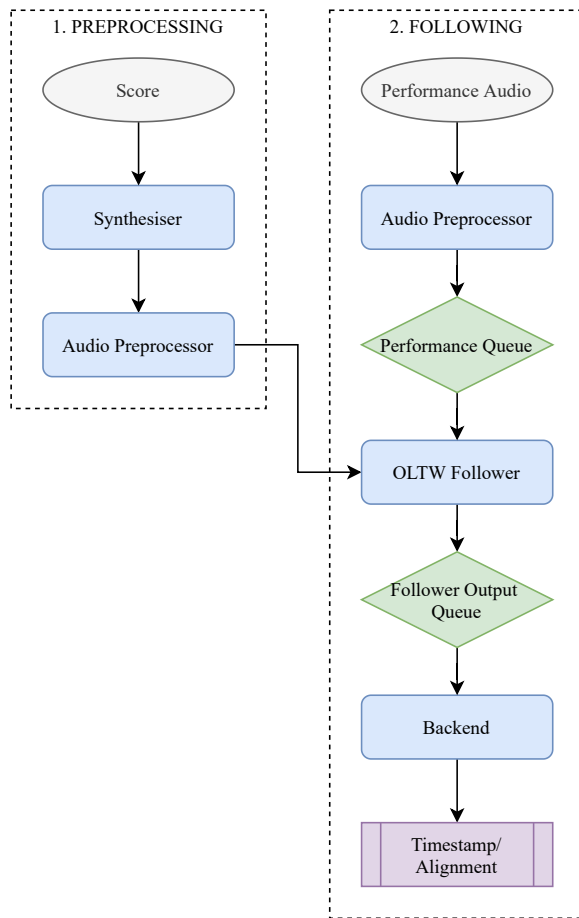 1. PREPROCESSING
Score
Synthesiser
Audio Preprocessor
2. FOLLOWING
Performance Audio
Audio Preprocessor
Performance Queue
OLTW Follower
Follower Output
Queue
Backend
Timestamp/
Alignment